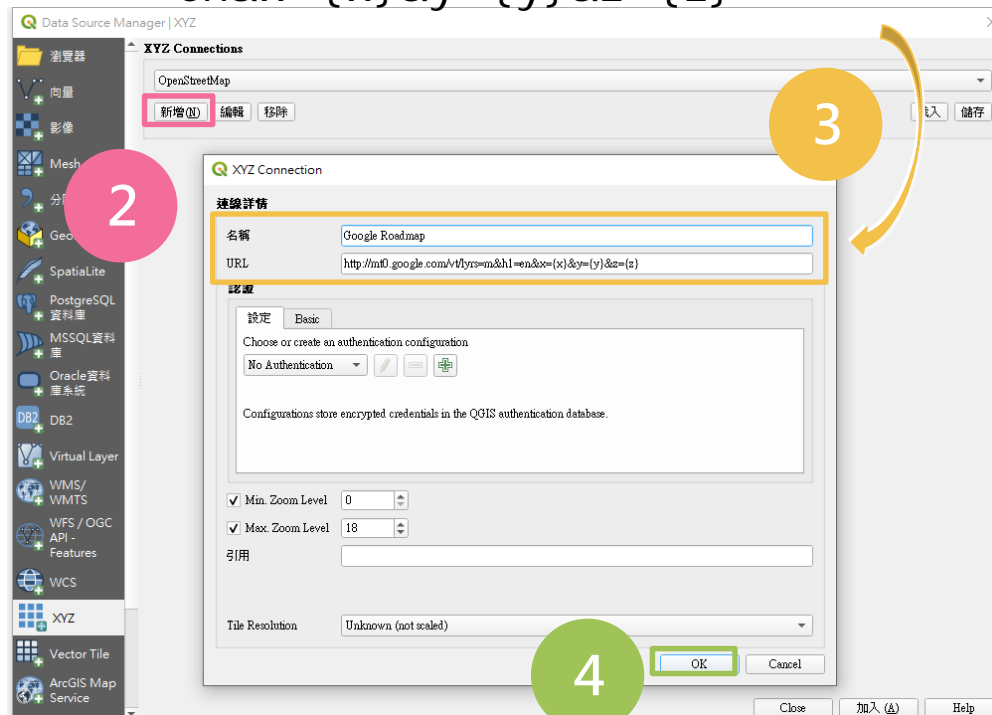 en&x={x}&y={y}&z={z}
Data Source Manager | XYZ
瀏覽器
向量
影像
Mesh
Geo
SpatiaLite
PostgreSQL
資料庫
MSSQL資料
庫
Oracle資料
庫系統
DB2
DB2
Virtual Layer
WMS/
WMTS
WFS / OGC
API -
Features
WCS
XYZ
Vector Tile
ArcGIS Map
Service
XYZ Connections
OpenStreetMap
新增(N) 編輯 移除 入 儲存
2
3
XYZ Connection
連線詳情
名稱 Google Roadmap
URL http://mt0.google.com/vt/lyrs=m&h1=en&x={x}&y={y}&z={z}
認證
設定 Basic
Choose or create an authentication configuration
No Authentication
Configurations store encrypted credentials in the QGIS authentication database.
Min. Zoom Level 0
Max. Zoom Level 18
引用
Tile Resolution Unknown (not scaled)
4
OK Cancel
Close 加入 (A) Help